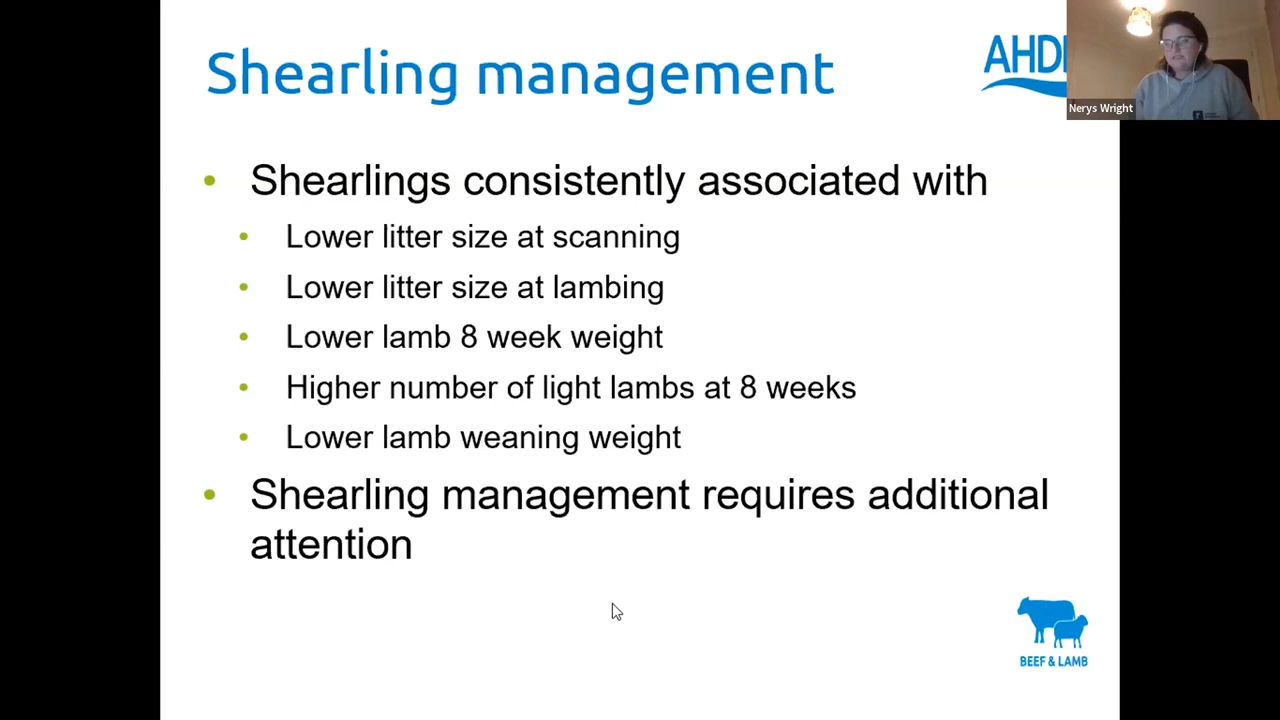 Shearling management
AHD
Nerys Wright
• Shearlings consistently associated with
• Lower litter size at scanning
• Lower litter size at lambing
• Lower lamb 8 week weight
• Higher number of light lambs at 8 weeks
• Lower lamb weaning weight
• Shearling management requires additional
attention
BEEF & LAMB